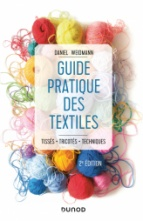 DANIEL WEIDMANN
GUIDE
PRATIQUE
DES
TEXTILES
TISSÉS • TRICOTÉS • TECHNIQUES
2e ÉDITION
DUNOD